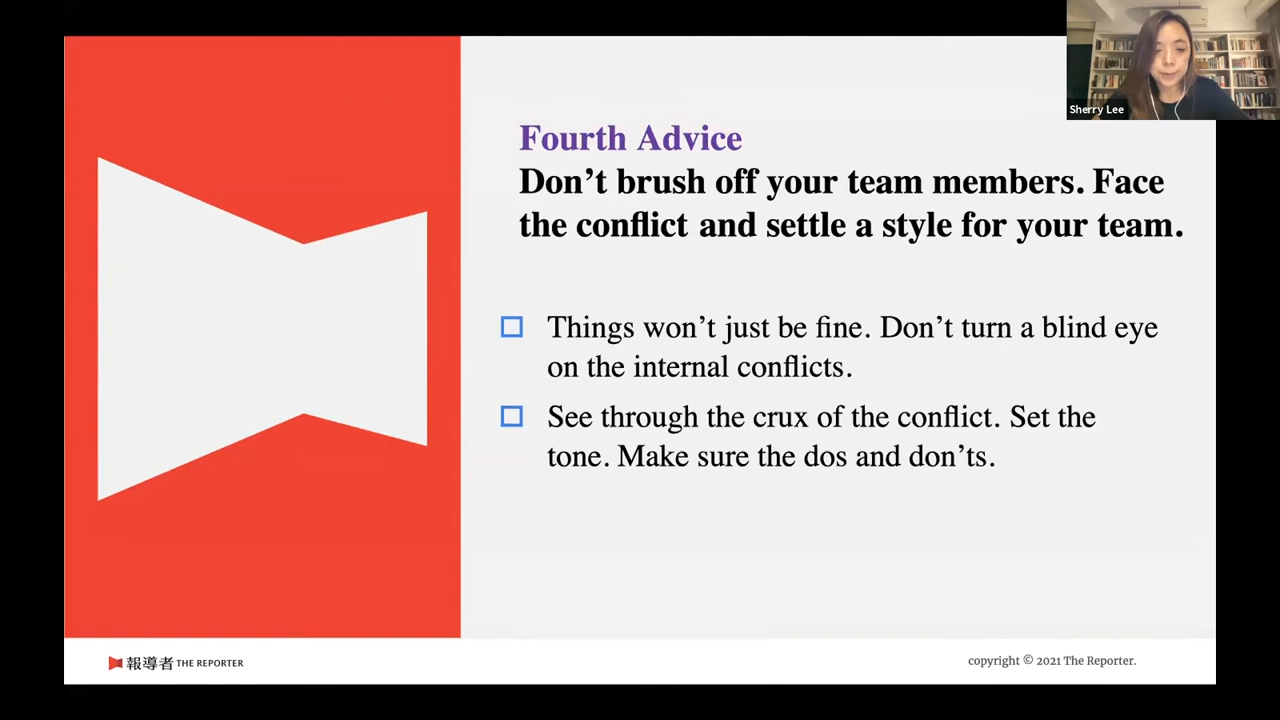 Sherry Lee
Fourth Advice
Don’t brush off your team members. Face
the conflict and settle a style for your team.
Things won’t just be fine. Don’t turn a blind eye
on the internal conflicts.
See through the crux of the conflict. Set the
tone. Make sure the dos and don’ts.
報導者 THE REPORTER
copyright © 2021 The Reporter.